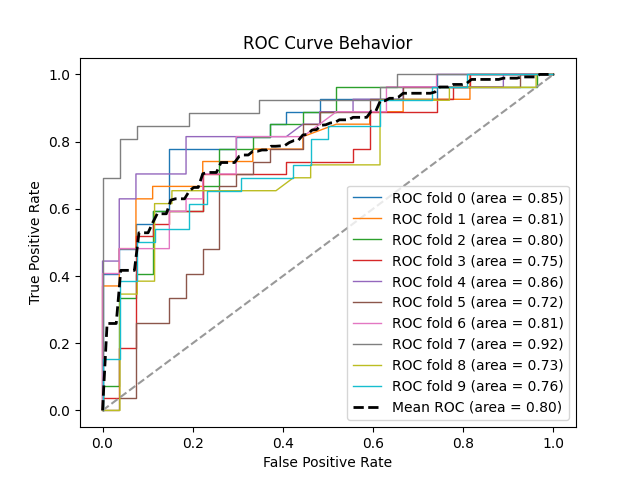 ROC Curve Behavior
True Positive Rate
1.0
0.8
0.6
0.4
0.2
0.0
ROC fold 0 (area = 0.85)
ROC fold 1 (area = 0.81)
ROC fold 2 (area = 0.80)
ROC fold 3 (area = 0.75)
ROC fold 4 (area = 0.86)
ROC fold 5 (area = 0.72)
ROC fold 6 (area = 0.81)
ROC fold 7 (area = 0.92)
ROC fold 8 (area = 0.73)
ROC fold 9 (area = 0.76)
Mean ROC (area = 0.80)
0.0 0.2 0.4 0.6 0.8 1.0
False Positive Rate